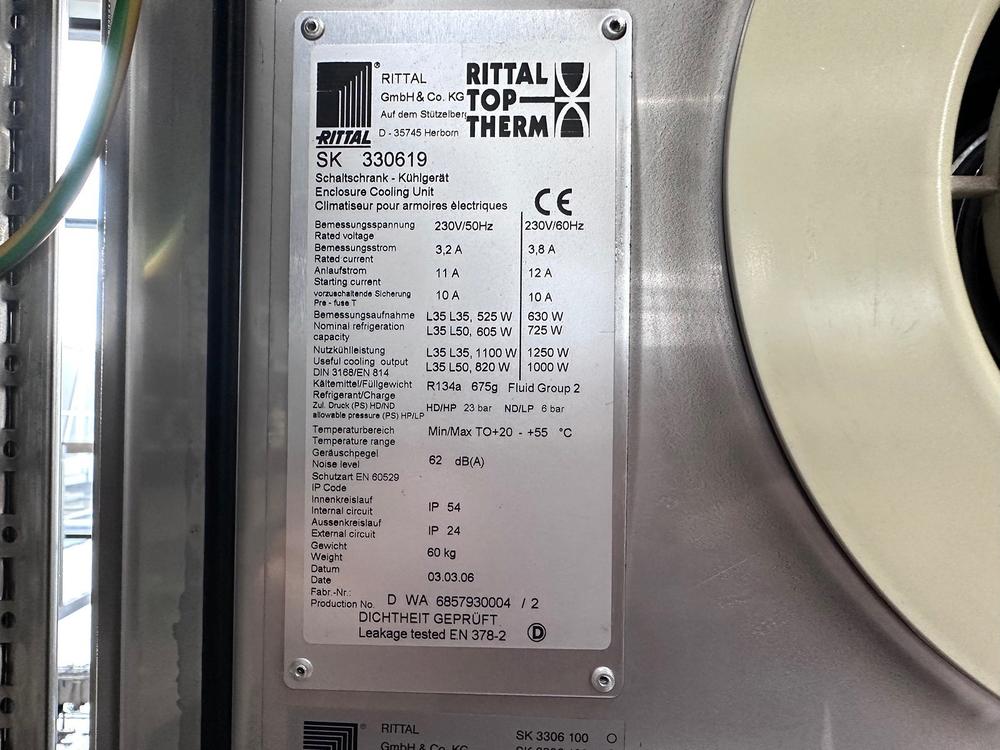 RITTAL
RITTAL
GmbH & Co. KG
Auf dem Stützelberg
D - 35745 Herborn
RITTAL
TOP
THERM
SK 330619
Schaltschrank - Kühlgerät
Enclosure Cooling Unit
Climatiseur pour armoires èlectriques
CE
Bemessungsspannung 230V/50Hz 230V/60Hz
Rated voltage
Bemessungsstrom 3,2 A 3,8 A
Rated current
Anlaufstrom 11 A 12 A
Starting current
vorzuschaltende Sicherung 10 A 10 A
Pre - fuse T
Bemessungaufnahme L35 L35, 525 W 630 W
Nominal refrigeration L35 L50, 605 W 725 W
capacity
Nutzkühlleistung L35 L35, 1100 W 1250 W
Useful cooling output L35 L50, 820 W 1000 W
DIN 3168/EN 814
Kältemittel/Füllgewicht R134a 675g Fluid Group 2
Refrigerant/Charge
Zul. Druck (PS) HD/ND HD/HP 23 bar ND/LP 6 bar
allowable pressure (PS) HP/LP
Temperaturbereich Min/Max TO+20 - +55 °C
Temperature range
Geräuschpegel 62 dB(A)
Noise level
Schutzart EN 60529
IP Code
Innenkreislauf IP 54
Internal circuit
Aussenkreislauf IP 24
External circuit
Gewicht 60 kg
Weight
Datum 03.03.06
Date
Fabr.-Nr.: D WA 6857930004 / 2
Production No.
DICHTHEIT GEPRÜFT
Leakage tested EN 378-2 D
RITTAL
GmbH & Co. KG
SK 3306 100